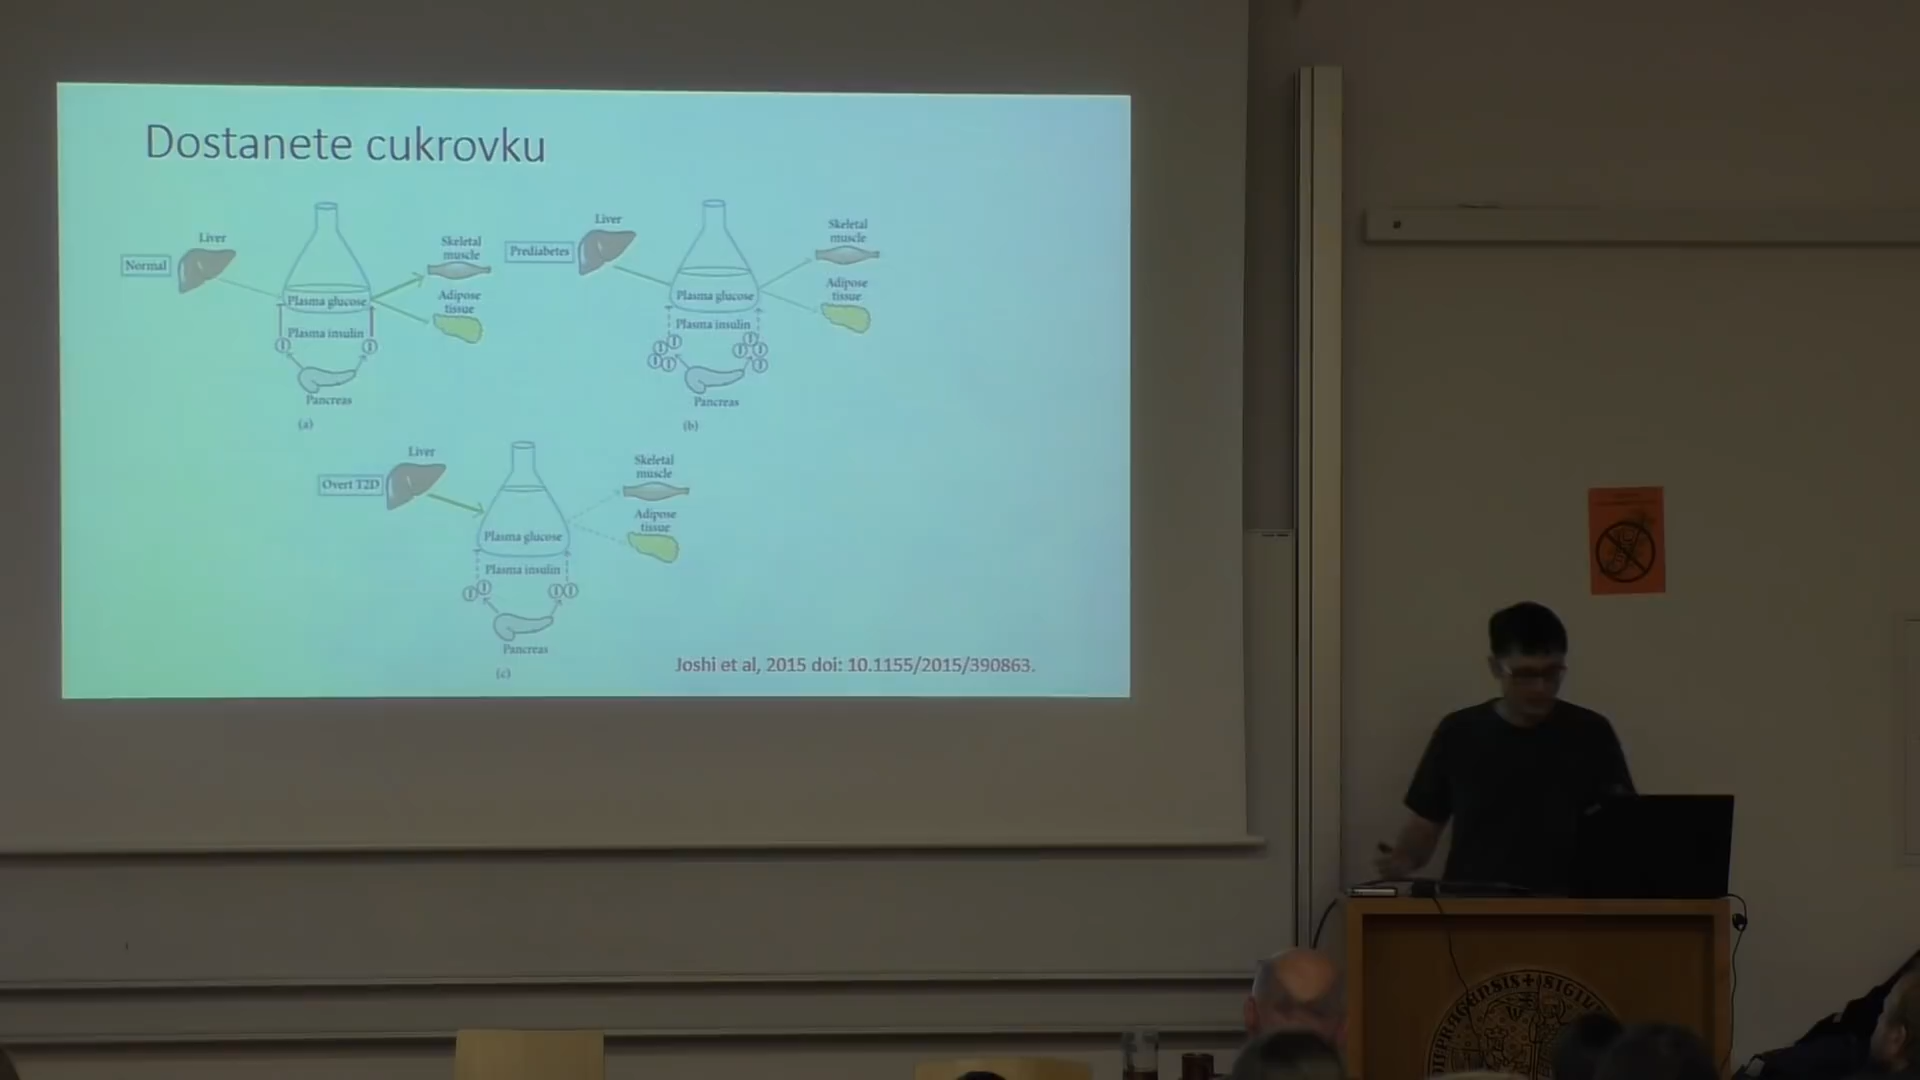 Dostanete cukrovku
Normal
Liver
Plasma glucose
Skeletal
muscle
Adipose
tissue
Plasma insulin
I
I
Pancreas
(a)
Prediabetes
Liver
Plasma glucose
Skeletal
muscle
Adipose
tissue
Plasma insulin
I
I
I
I
I
I
I
I
Pancreas
(b)
Overt T2D
Liver
Plasma glucose
Skeletal
muscle
Adipose
tissue
Plasma insulin
I
I
I
I
Pancreas
(c)
Joshi et al, 2015 doi: 10.1155/2015/390863.